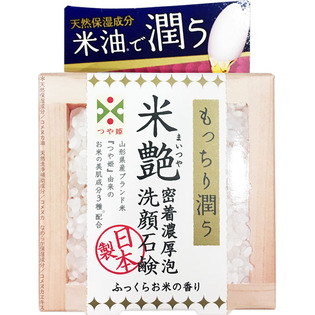 天然保湿成分
米油で潤う
つや姫
もっちり潤う
米艶
まいつや
密着濃厚泡
洗顔石鹸
山形県産ブランド米
『つや姫』由来の
お米の美肌成分3種※配合
日本製
ふっくらお米の香り